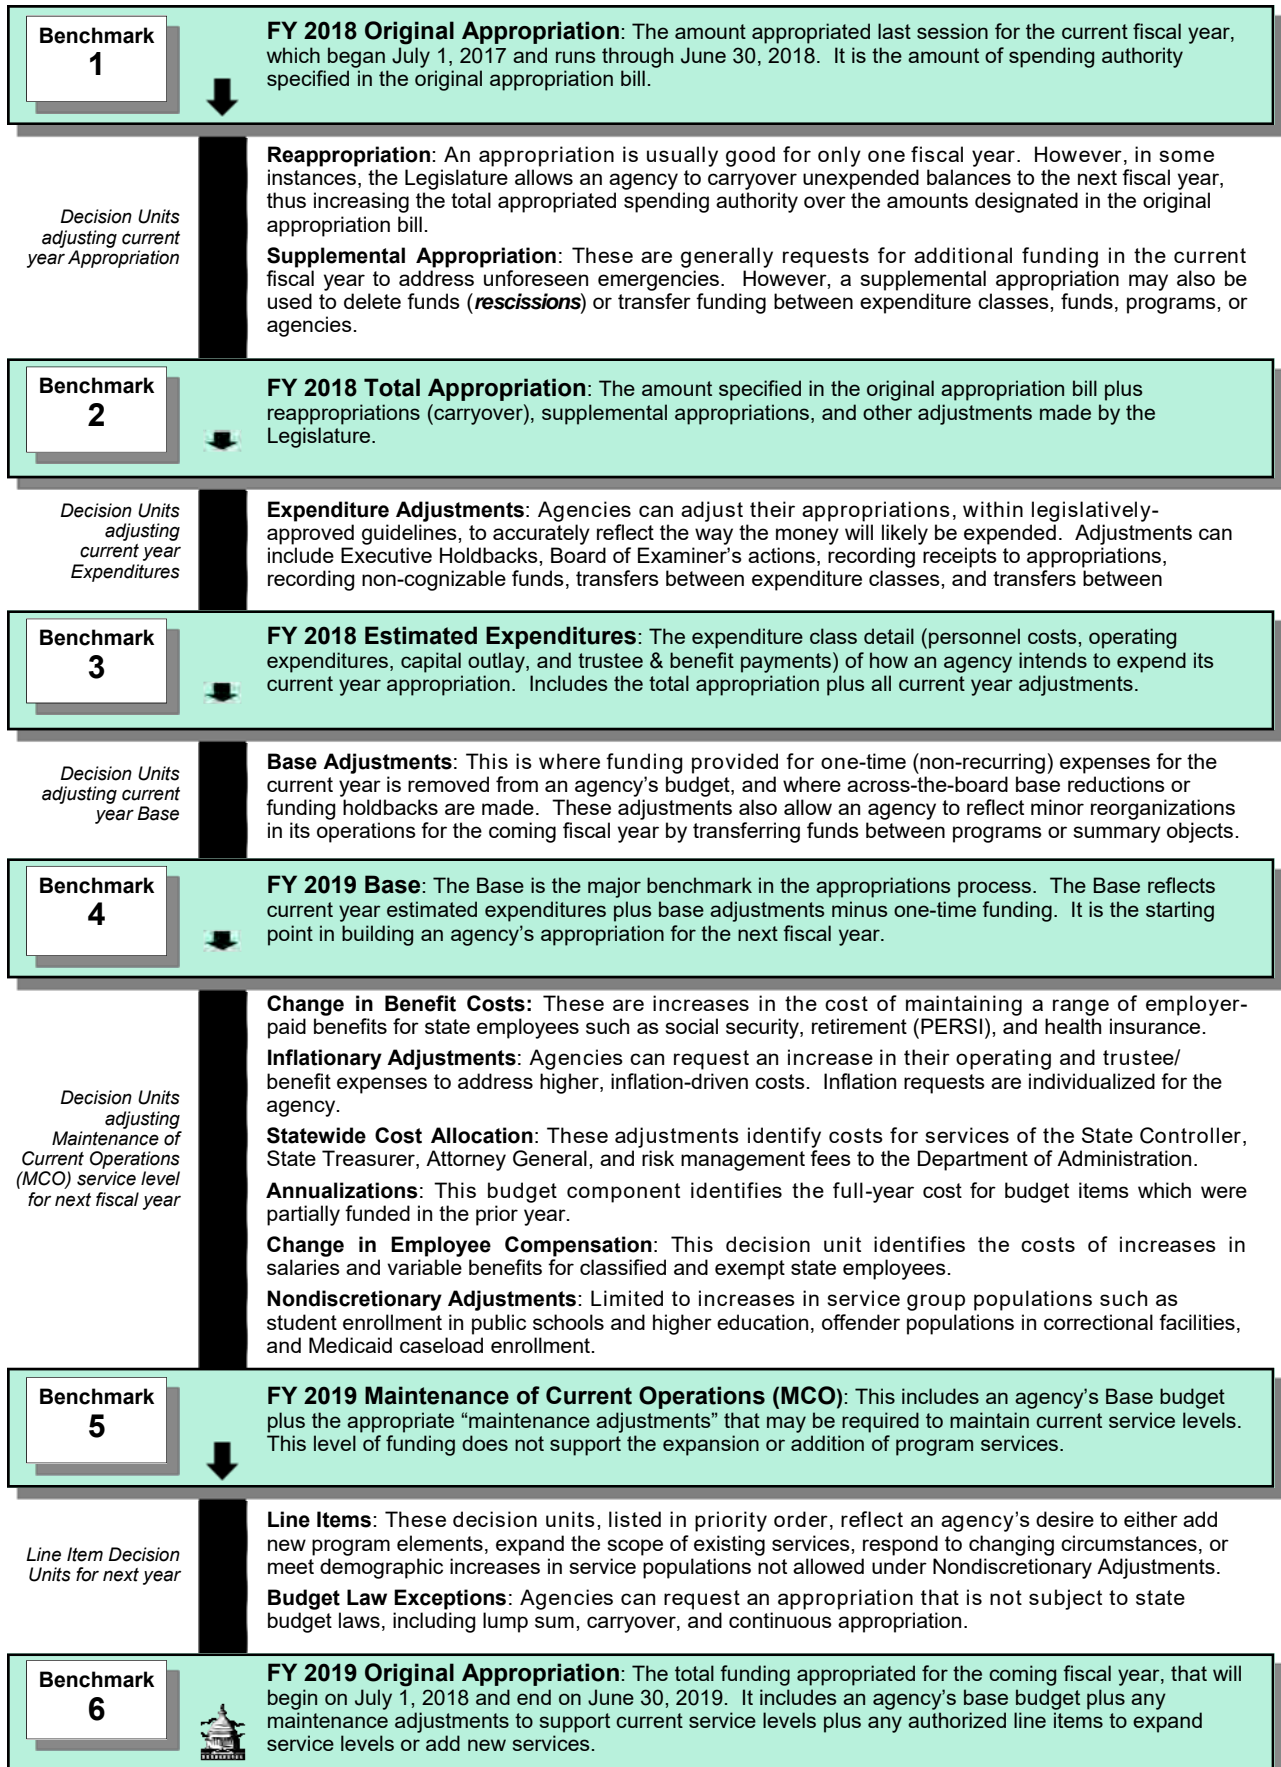 Benchmark
1
FY 2018 Original Appropriation: The amount appropriated last session for the current fiscal year,
which began July 1, 2017 and runs through June 30, 2018. It is the amount of spending authority
specified in the original appropriation bill.
Decision Units
adjusting current
year Appropriation
Reappropriation: An appropriation is usually good for only one fiscal year. However, in some
instances, the Legislature allows an agency to carryover unexpended balances to the next fiscal year,
thus increasing the total appropriated spending authority over the amounts designated in the original
appropriation bill.
Supplemental Appropriation: These are generally requests for additional funding in the current
fiscal year to address unforeseen emergencies. However, a supplemental appropriation may also be
used to delete funds (rescissions) or transfer funding between expenditure classes, funds, programs, or
agencies.
Benchmark
2
FY 2018 Total Appropriation: The amount specified in the original appropriation bill plus
reappropriations (carryover), supplemental appropriations, and other adjustments made by the
Legislature.
Decision Units
adjusting
current year
Expenditures
Expenditure Adjustments: Agencies can adjust their appropriations, within legislatively-
approved guidelines, to accurately reflect the way the money will likely be expended. Adjustments can
include Executive Holdbacks, Board of Examiner's actions, recording receipts to appropriations,
recording non-cognizable funds, transfers between expenditure classes, and transfers between
Benchmark
3
FY 2018 Estimated Expenditures: The expenditure class detail (personnel costs, operating
expenditures, capital outlay, and trustee & benefit payments) of how an agency intends to expend its
current year appropriation. Includes the total appropriation plus all current year adjustments.
Decision Units
adjusting current
year Base
Base Adjustments: This is where funding provided for one-time (non-recurring) expenses for the
current year is removed from an agency's budget, and where across-the-board base reductions or
funding holdbacks are made. These adjustments also allow an agency to reflect minor reorganizations
in its operations for the coming fiscal year by transferring funds between programs or summary objects.
Benchmark
4
FY 2019 Base: The Base is the major benchmark in the appropriations process. The Base reflects
current year estimated expenditures plus base adjustments minus one-time funding. It is the starting
point in building an agency's appropriation for the next fiscal year.
Decision Units
adjusting
Maintenance of
Current Operations
(MCO) service level
for next fiscal year
Change in Benefit Costs: These are increases in the cost of maintaining a range of employer-
paid benefits for state employees such as social security, retirement (PERSI), and health insurance.
Inflationary Adjustments: Agencies can request an increase in their operating and trustee/
benefit expenses to address higher, inflation-driven costs. Inflation requests are individualized for the
agency.
Statewide Cost Allocation: These adjustments identify costs for services of the State Controller,
State Treasurer, Attorney General, and risk management fees to the Department of Administration.
Annualizations: This budget component identifies the full-year cost for budget items which were
partially funded in the prior year.
Change in Employee Compensation: This decision unit identifies the costs of increases in
salaries and variable benefits for classified and exempt state employees.
Nondiscretionary Adjustments: Limited to increases in service group populations such as
student enrollment in public schools and higher education, offender populations in correctional facilities,
and Medicaid caseload enrollment.
Benchmark
5
FY 2019 Maintenance of Current Operations (MCO): This includes an agency's Base budget
plus the appropriate “maintenance adjustments” that may be required to maintain current service levels.
This level of funding does not support the expansion or addition of program services.
Line Item Decision
Units for next year
Line Items: These decision units, listed in priority order, reflect an agency's desire to either add
new program elements, expand the scope of existing services, respond to changing circumstances, or
meet demographic increases in service populations not allowed under Nondiscretionary Adjustments.
Budget Law Exceptions: Agencies can request an appropriation that is not subject to state
budget laws, including lump sum, carryover, and continuous appropriation.
Benchmark
6
FY 2019 Original Appropriation: The total funding appropriated for the coming fiscal year, that will
begin on July 1, 2018 and end on June 30, 2019. It includes an agency's base budget plus any
maintenance adjustments to support current service levels plus any authorized line items to expand
service levels or add new services.